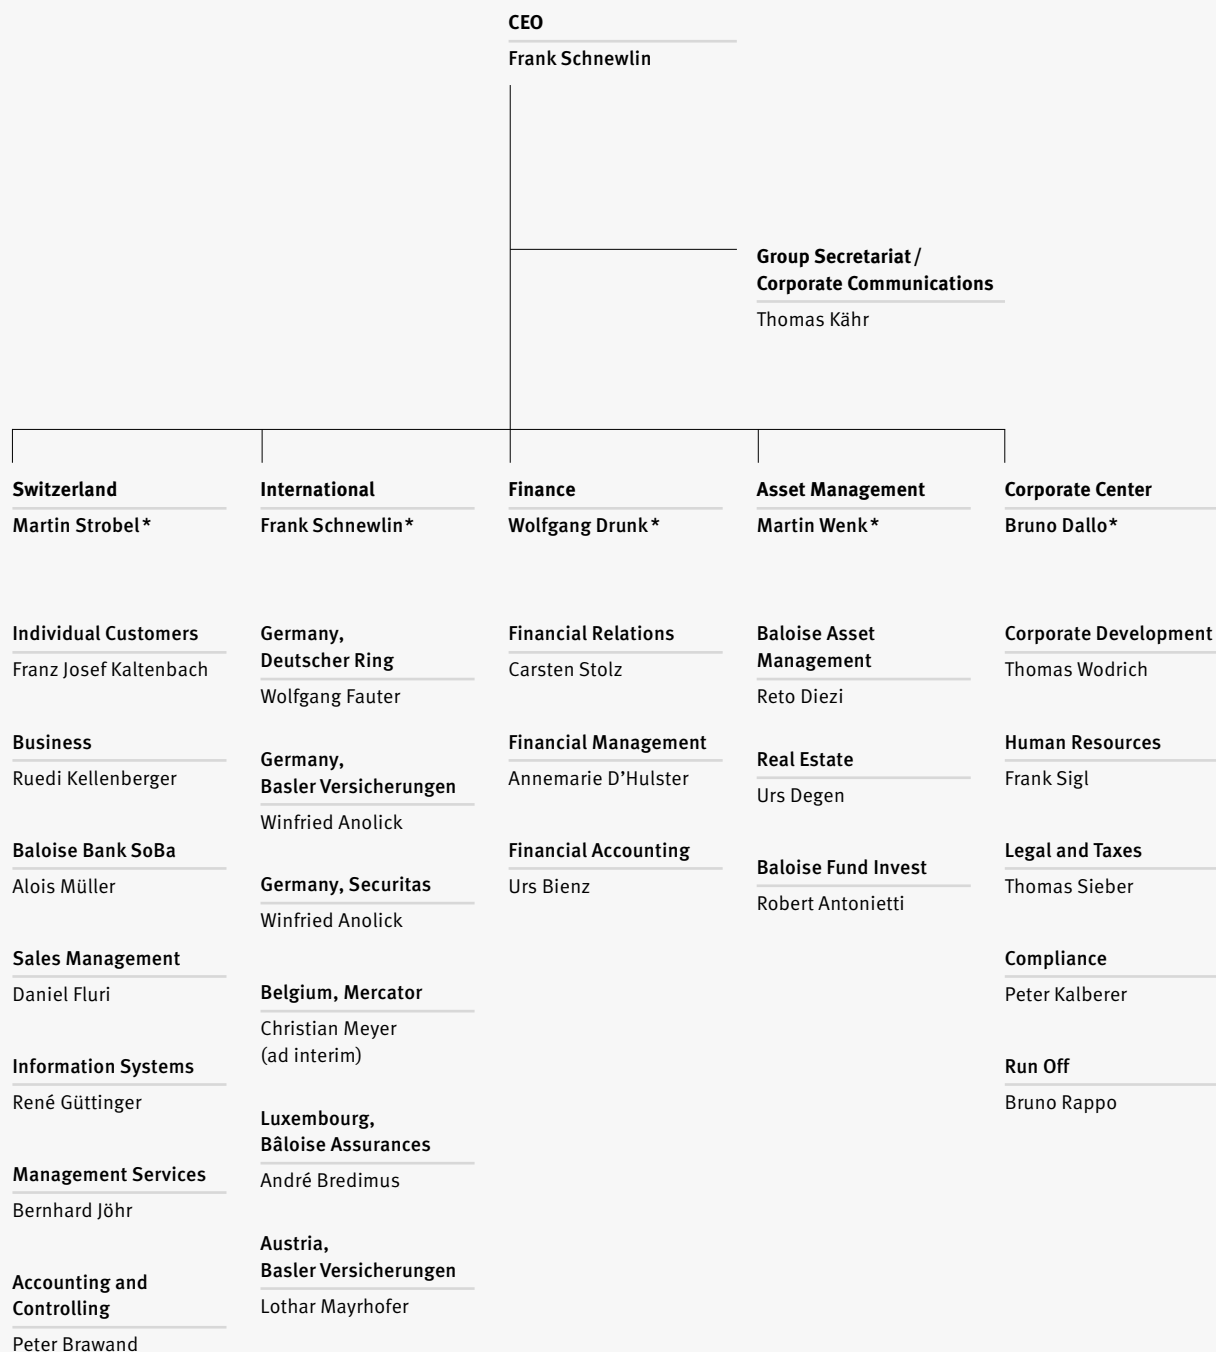 CEO
Frank Schnewlin
Group Secretariat /
Corporate Communications
Thomas Kähr
Switzerland
Martin Strobel*
International
Frank Schnewlin*
Finance
Wolfgang Drunk*
Asset Management
Martin Wenk*
Corporate Center
Bruno Dallo*
Individual Customers
Franz Josef Kaltenbach
Business
Ruedi Kellenberger
Baloise Bank SoBa
Alois Müller
Sales Management
Daniel Fluri
Information Systems
René Güttinger
Management Services
Bernhard Jöhr
Accounting and
Controlling
Peter Brawand
Germany,
Deutscher Ring
Wolfgang Fauter
Germany,
Basler Versicherungen
Winfried Anolick
Germany, Securitas
Winfried Anolick
Belgium, Mercator
Christian Meyer
(ad interim)
Luxembourg,
Bâloise Assurances
André Bredimus
Austria,
Basler Versicherungen
Lothar Mayrhofer
Financial Relations
Carsten Stolz
Financial Management
Annemarie D’Hulster
Financial Accounting
Urs Bienz
Baloise Asset
Management
Reto Diezi
Real Estate
Urs Degen
Baloise Fund Invest
Robert Antonietti
Corporate Development
Thomas Wodrich
Human Resources
Frank Sigl
Legal and Taxes
Thomas Sieber
Compliance
Peter Kalberer
Run Off
Bruno Rappo